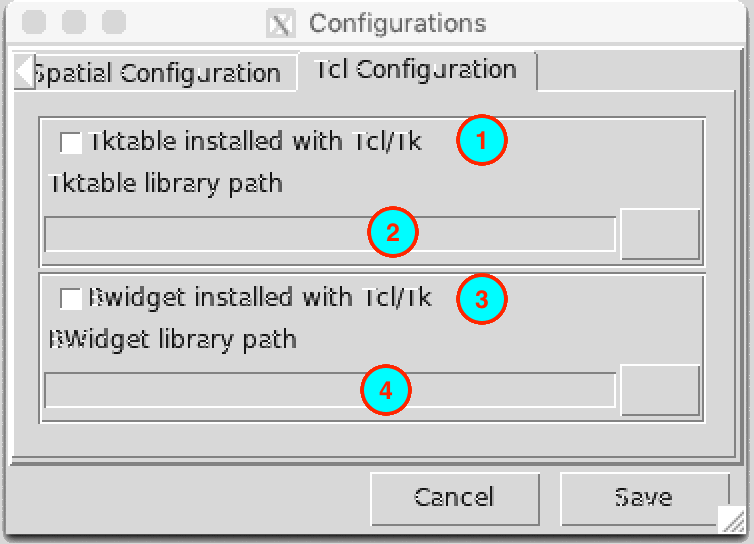 Configurations
Spatial Configuration Tcl Configuration
Tktable installed with Tcl/Tk 1
Tktable library path
2
Bwidget installed with Tcl/Tk 3
BWidget library path
4
Cancel Save